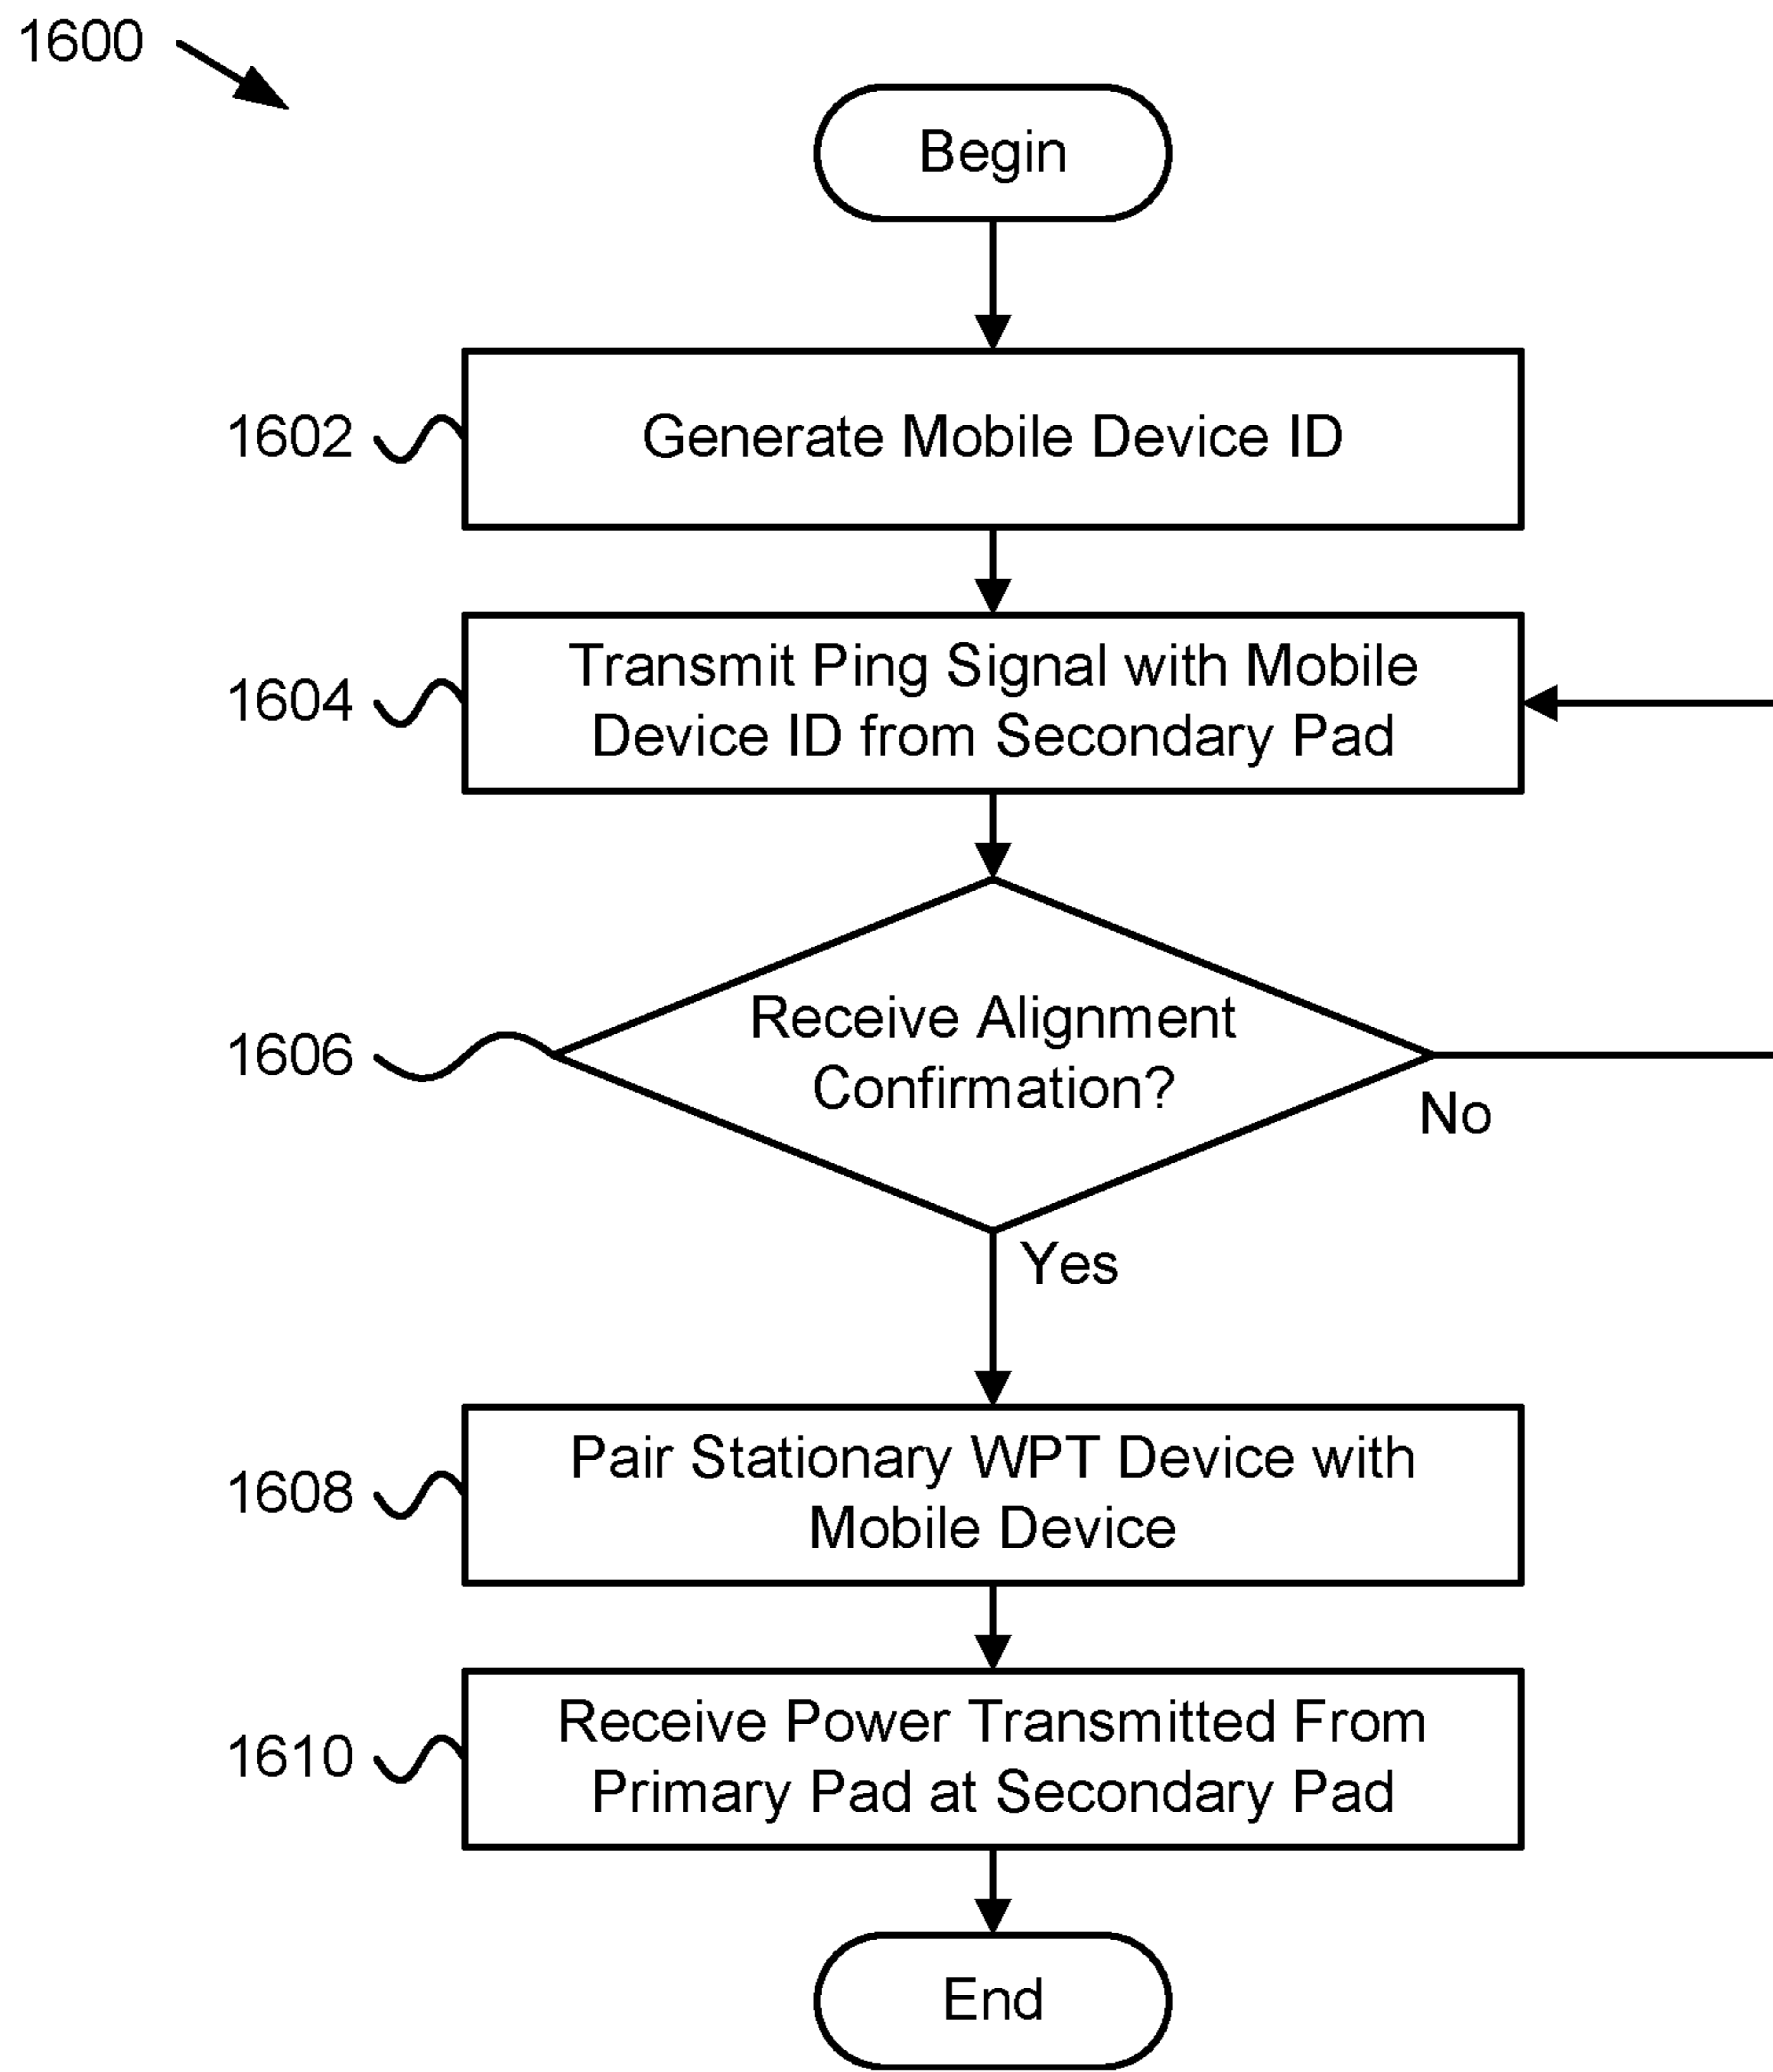 1600
Begin
1602
Generate Mobile Device ID
1604
Transmit Ping Signal with Mobile
Device ID from Secondary Pad
1606
Receive Alignment
Confirmation?
No
Yes
1608
Pair Stationary WPT Device with
Mobile Device
1610
Receive Power Transmitted From
Primary Pad at Secondary Pad
End